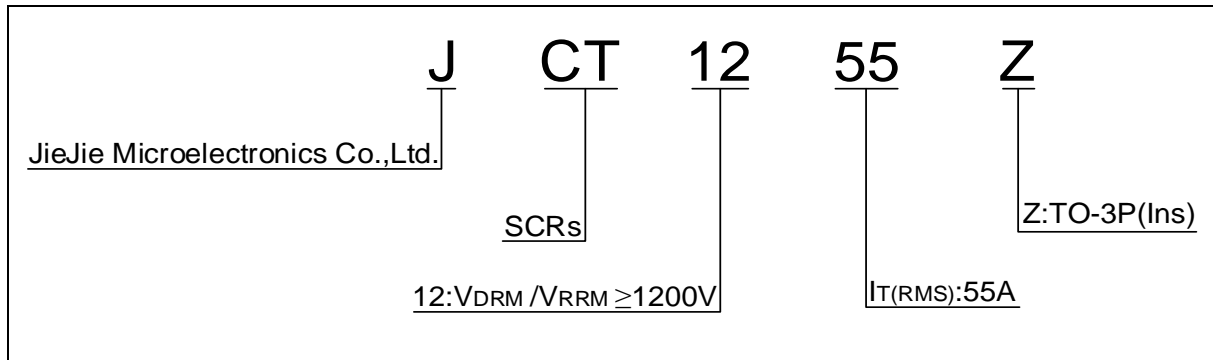 J CT 12 55 Z
JieJie Microelectronics Co.,Ltd.
SCRs
Z:TO-3P(Ins)
12:VDRM /VRRM ≥1200V
IT(RMS):55A